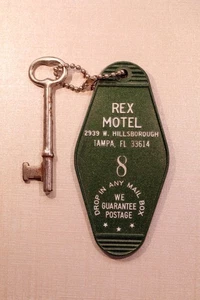 REX
MOTEL
2939 W. HILLSBOROUGH
TAMPA, FL 33614
8
DROP IN ANY MAIL BOX
WE
GUARANTEE
POSTAGE